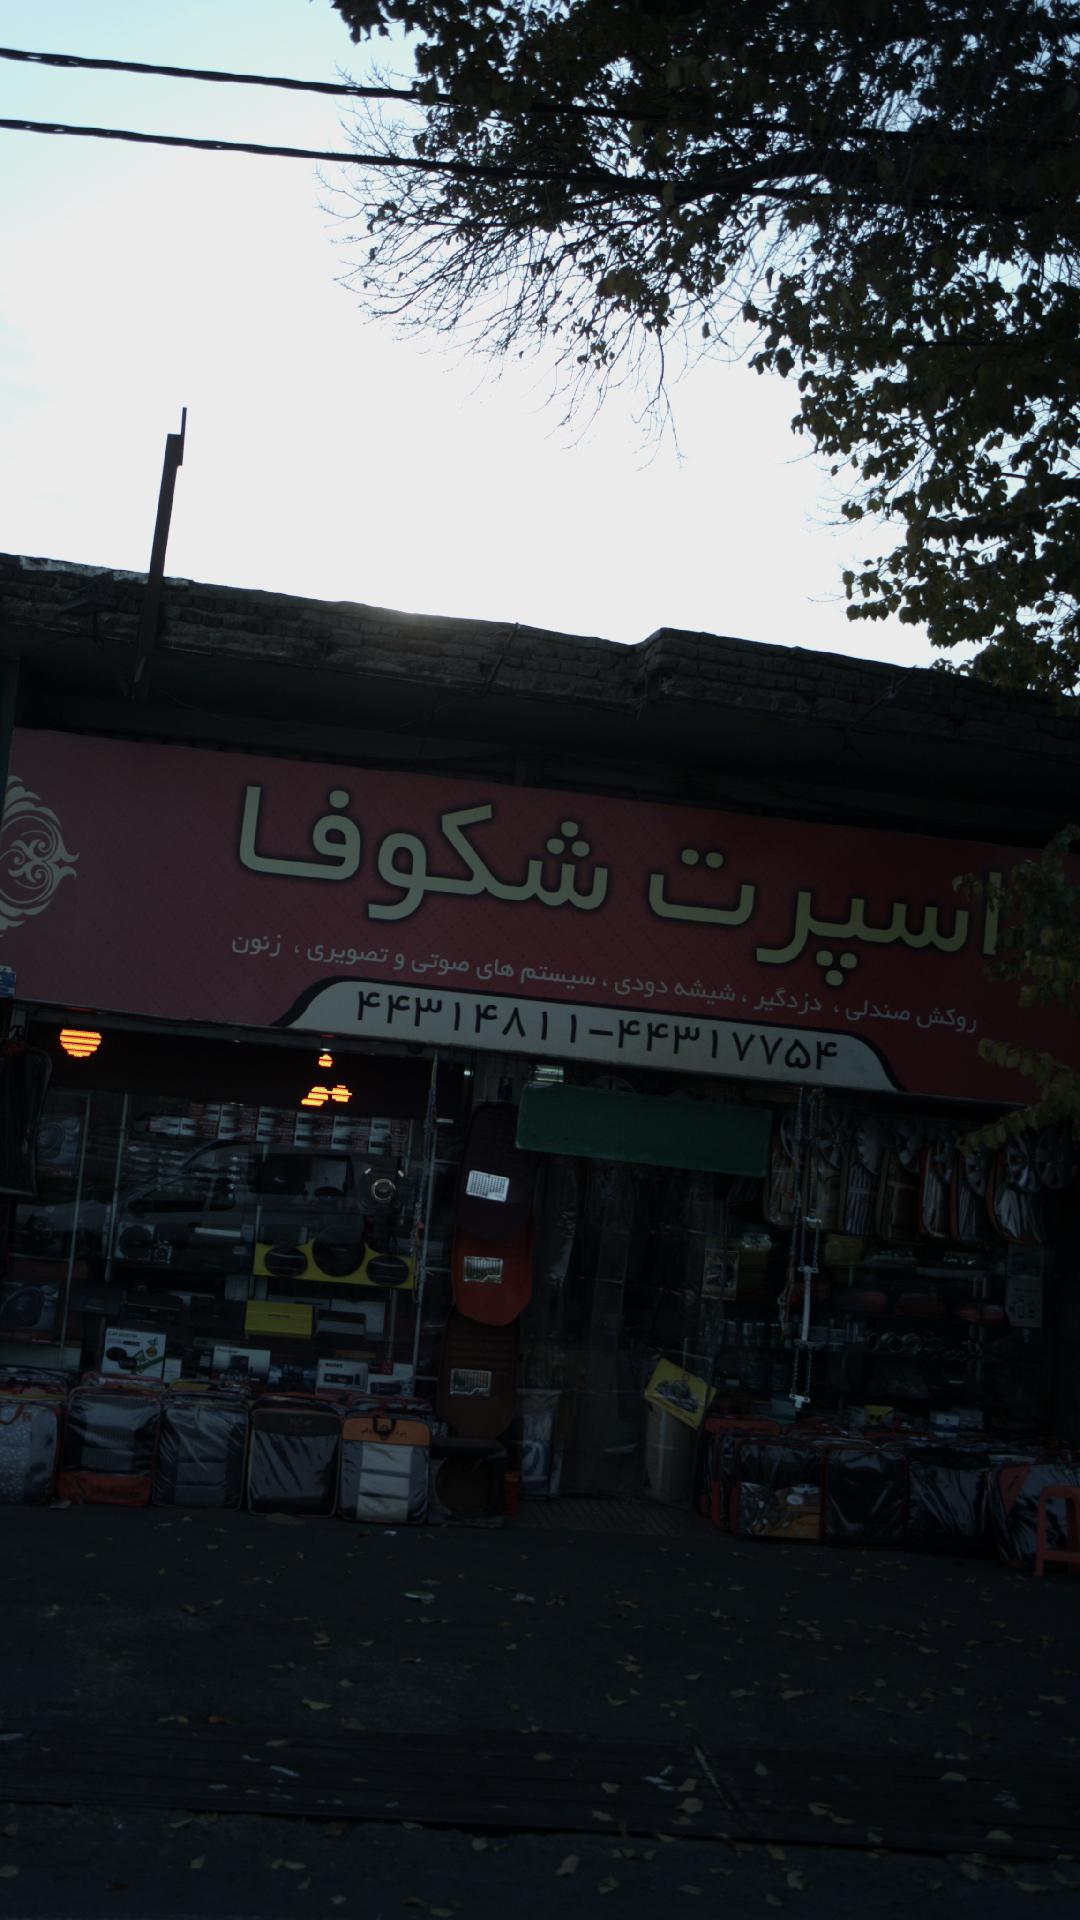 اسپرت شکوفا
روکش صندلی ، دزدگیر ، شیشه دودی ، سیستم های صوتی و تصویری ، زنون
۴۴۳۱۴۸۱۱-۴۴۳۱۷۷۵۴